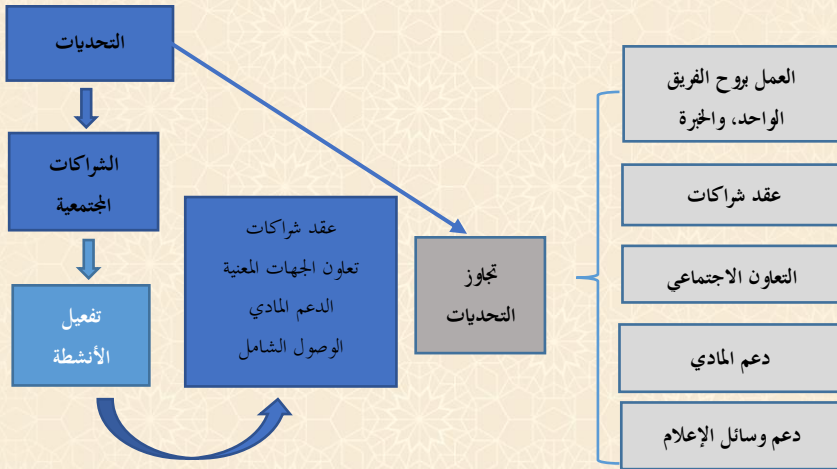 التحديات
الشراكات
المجتمعية
تفعيل
الأنشطة
عقد شراكات
تعاون الجهات المعنية
الدعم المادي
الوصول الشامل
تجاوز
التحديات
العمل بروح الفريق
الواحد، والخبرة
عقد شراكات
التعاون الاجتماعي
دعم المادي
دعم وسائل الإعلام